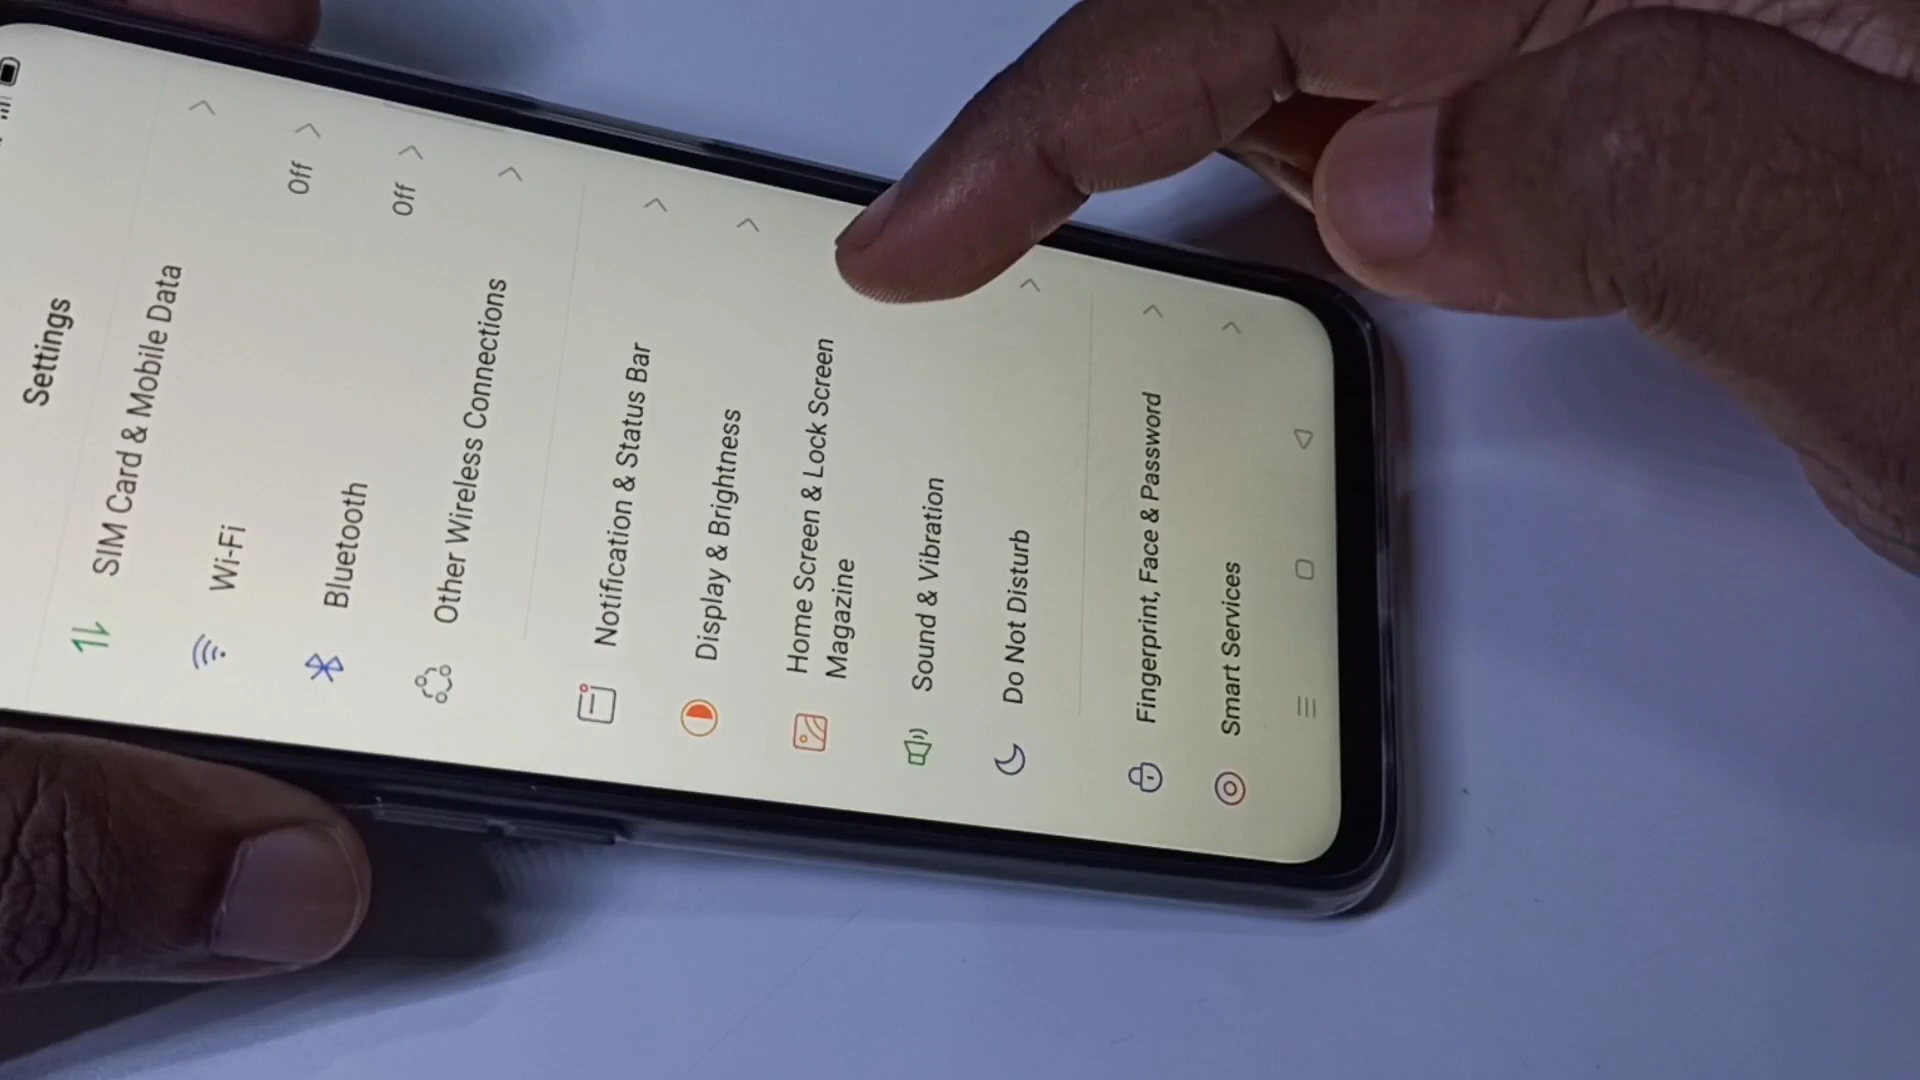 Settings
SIM Card & Mobile Data
Wi-Fi
Off
Bluetooth
Off
Other Wireless Connections
Notification & Status Bar
Display & Brightness
Home Screen & Lock Screen
Magazine
Sound & Vibration
Do Not Disturb
Fingerprint, Face & Password
Smart Services